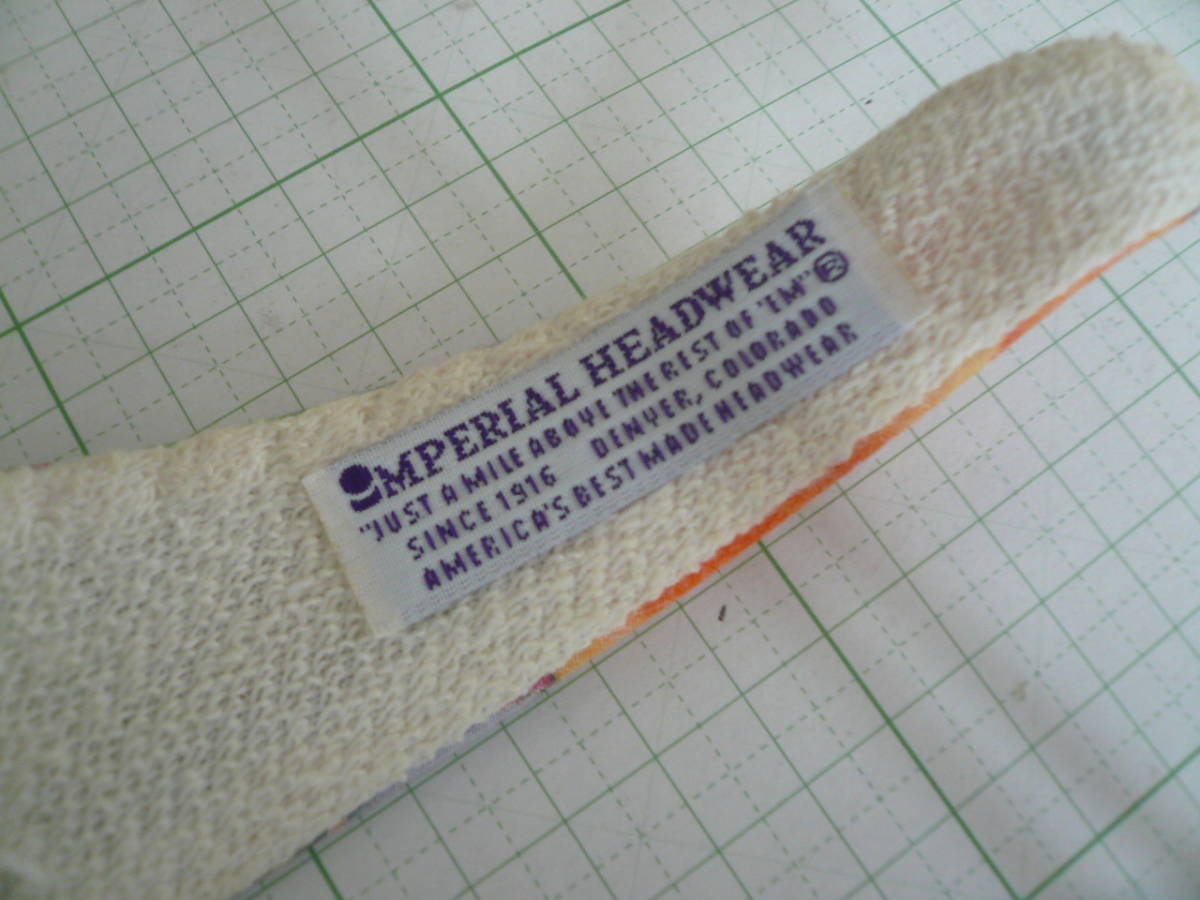 IMPERIAL HEADWEAR
"JUST A MILE ABOVE THE REST OF 'EM"®
SINCE 1916 DENVER, COLORADO
AMERICA'S BEST MADE HEADWEAR